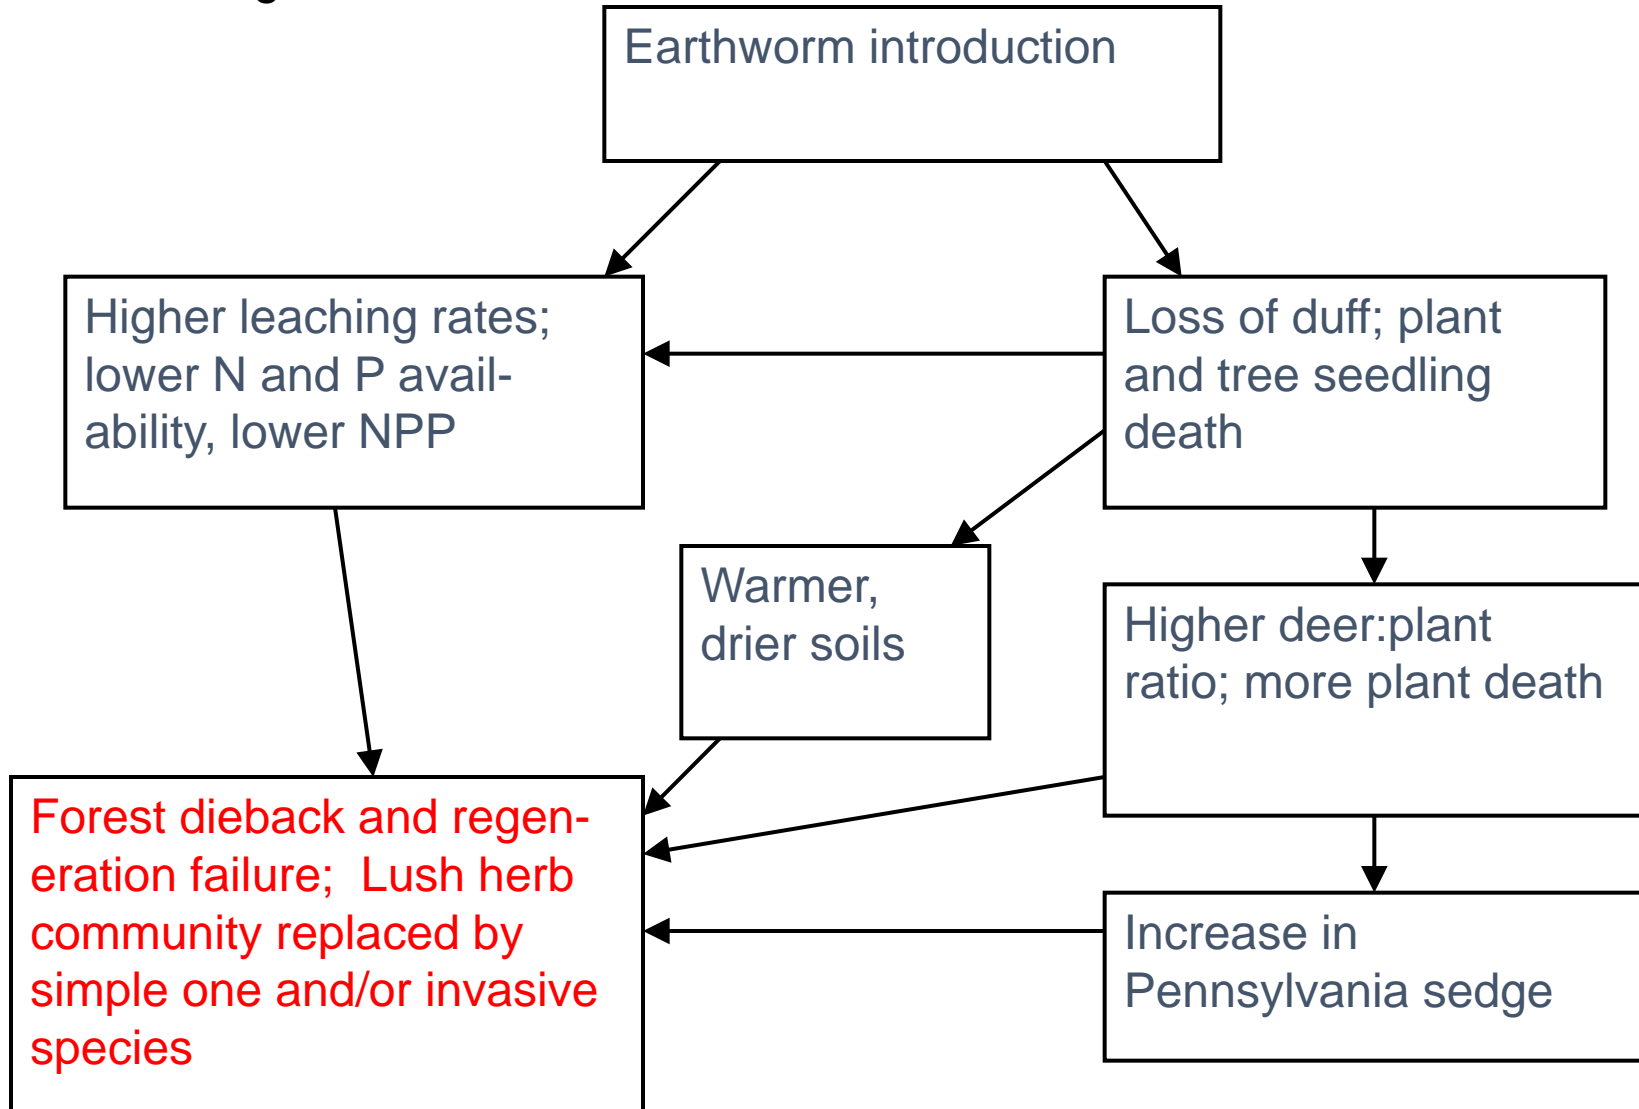 Earthworm introduction
Higher leaching rates;
lower N and P avail-
ability, lower NPP
Loss of duff; plant
and tree seedling
death
Warmer,
drier soils
Higher deer:plant
ratio; more plant death
Forest dieback and regen-
eration failure;  Lush herb
community replaced by
simple one and/or invasive
species
Increase in
Pennsylvania sedge